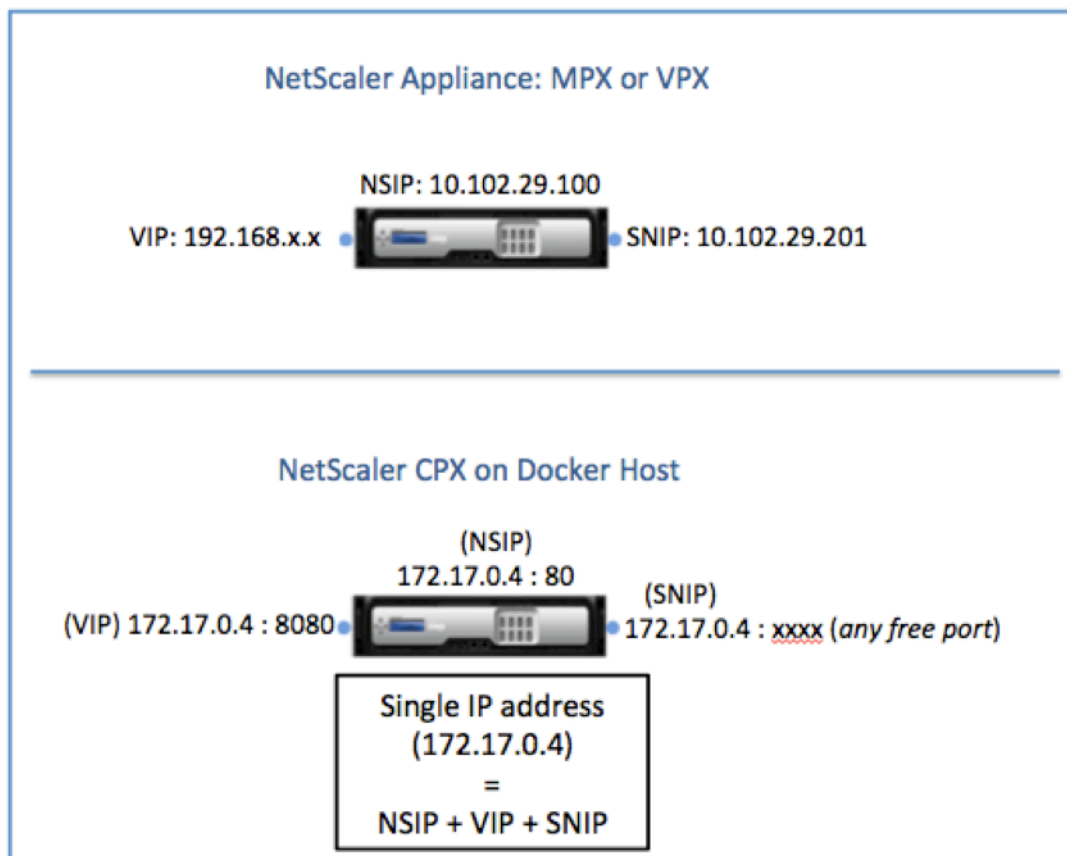 NetScaler Appliance: MPX or VPX
NSIP: 10.102.29.100
VIP: 192.168.x.x
SNIP: 10.102.29.201
NetScaler CPX on Docker Host
(NSIP)
172.17.0.4 : 80
(VIP) 172.17.0.4 : 8080
(SNIP)
172.17.0.4 : xxxx (any free port)
Single IP address
(172.17.0.4)
=
NSIP + VIP + SNIP